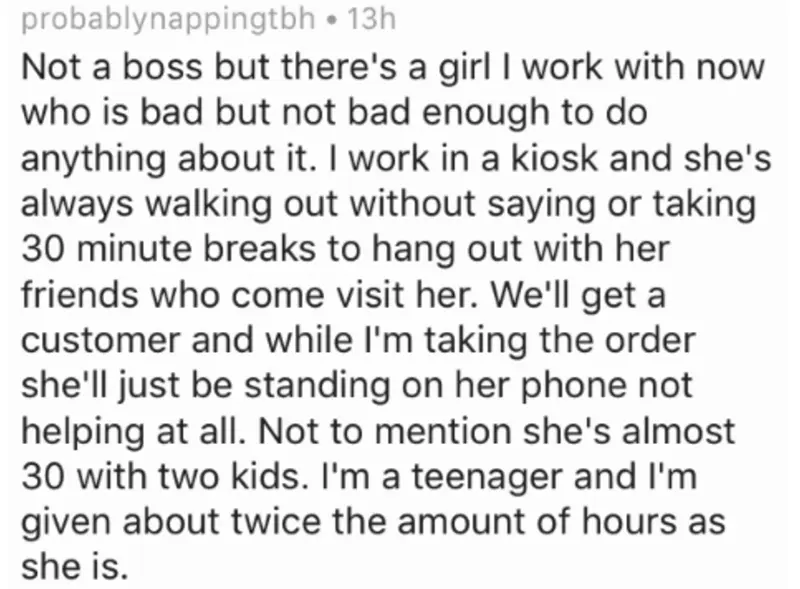 probablynappingtbh • 13h
Not a boss but there's a girl I work with now
who is bad but not bad enough to do
anything about it. I work in a kiosk and she's
always walking out without saying or taking
30 minute breaks to hang out with her
friends who come visit her. We'll get a
customer and while I'm taking the order
she'll just be standing on her phone not
helping at all. Not to mention she's almost
30 with two kids. I'm a teenager and I'm
given about twice the amount of hours as
she is.